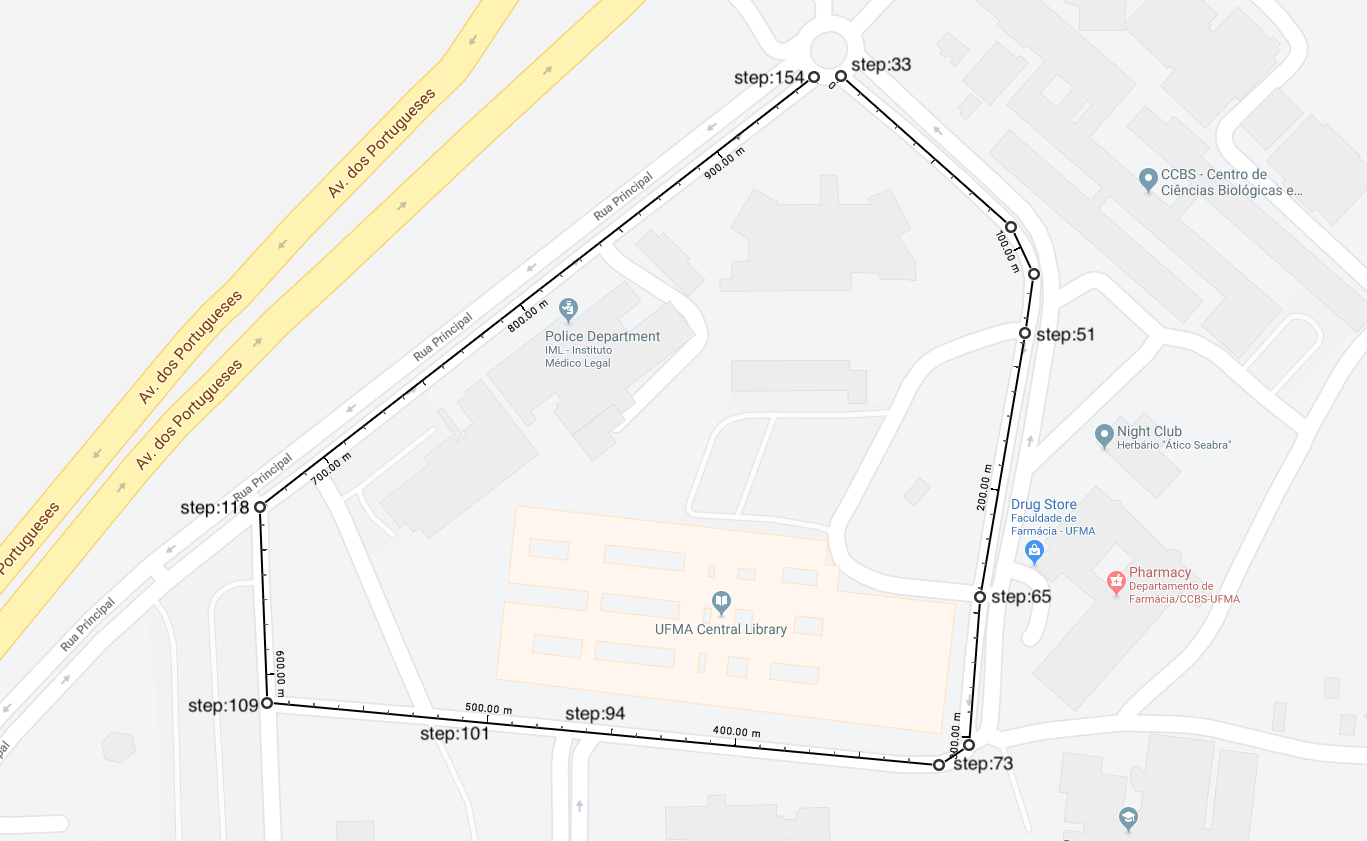 step:154
step:33
0
Av. dos Portugueses
900.00 m
CCBS - Centro de
Ciências Biológicas e...
Rua Principal
100.00 m
Av. dos Portugueses
800.00 m
Rua Principal
Police Department
IML - Instituto
Médico Legal
step:51
Av. dos Portugueses
Night Club
Herbário "Ático Seabra"
700.00 m
Rua Principal
200.00 m
step:118
Drug Store
Faculdade de
Farmácia - UFMA
Portugueses
Pharmacy
Departamento de
Farmácia/CCBS-UFMA
step:65
Rua Principal
UFMA Central Library
600.00 m
step:109
500.00 m
step:94
step:101
400.00 m
300.00 m
step:73
pal